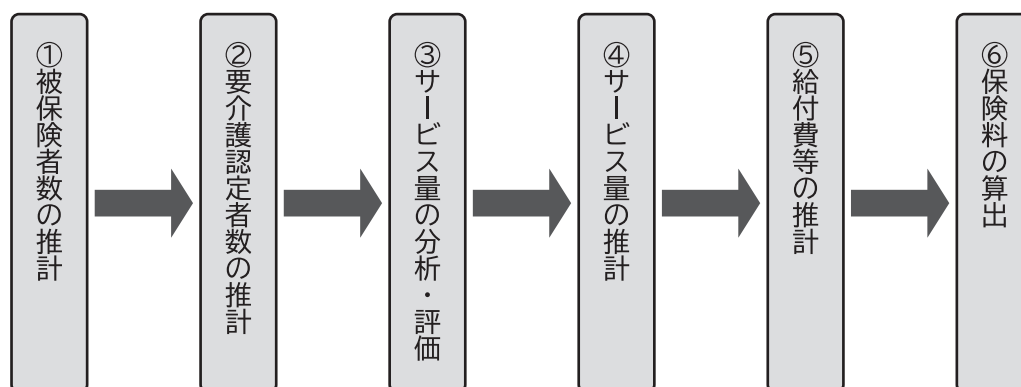 ①被保険者数の推計
②要介護認定者数の推計
③サービス量の分析・評価
④サービス量の推計
⑤給付費等の推計
⑥保険料の算出